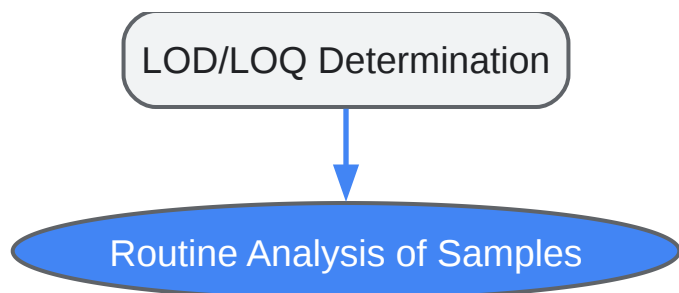 LOD/LOQ Determination
Routine Analysis of Samples